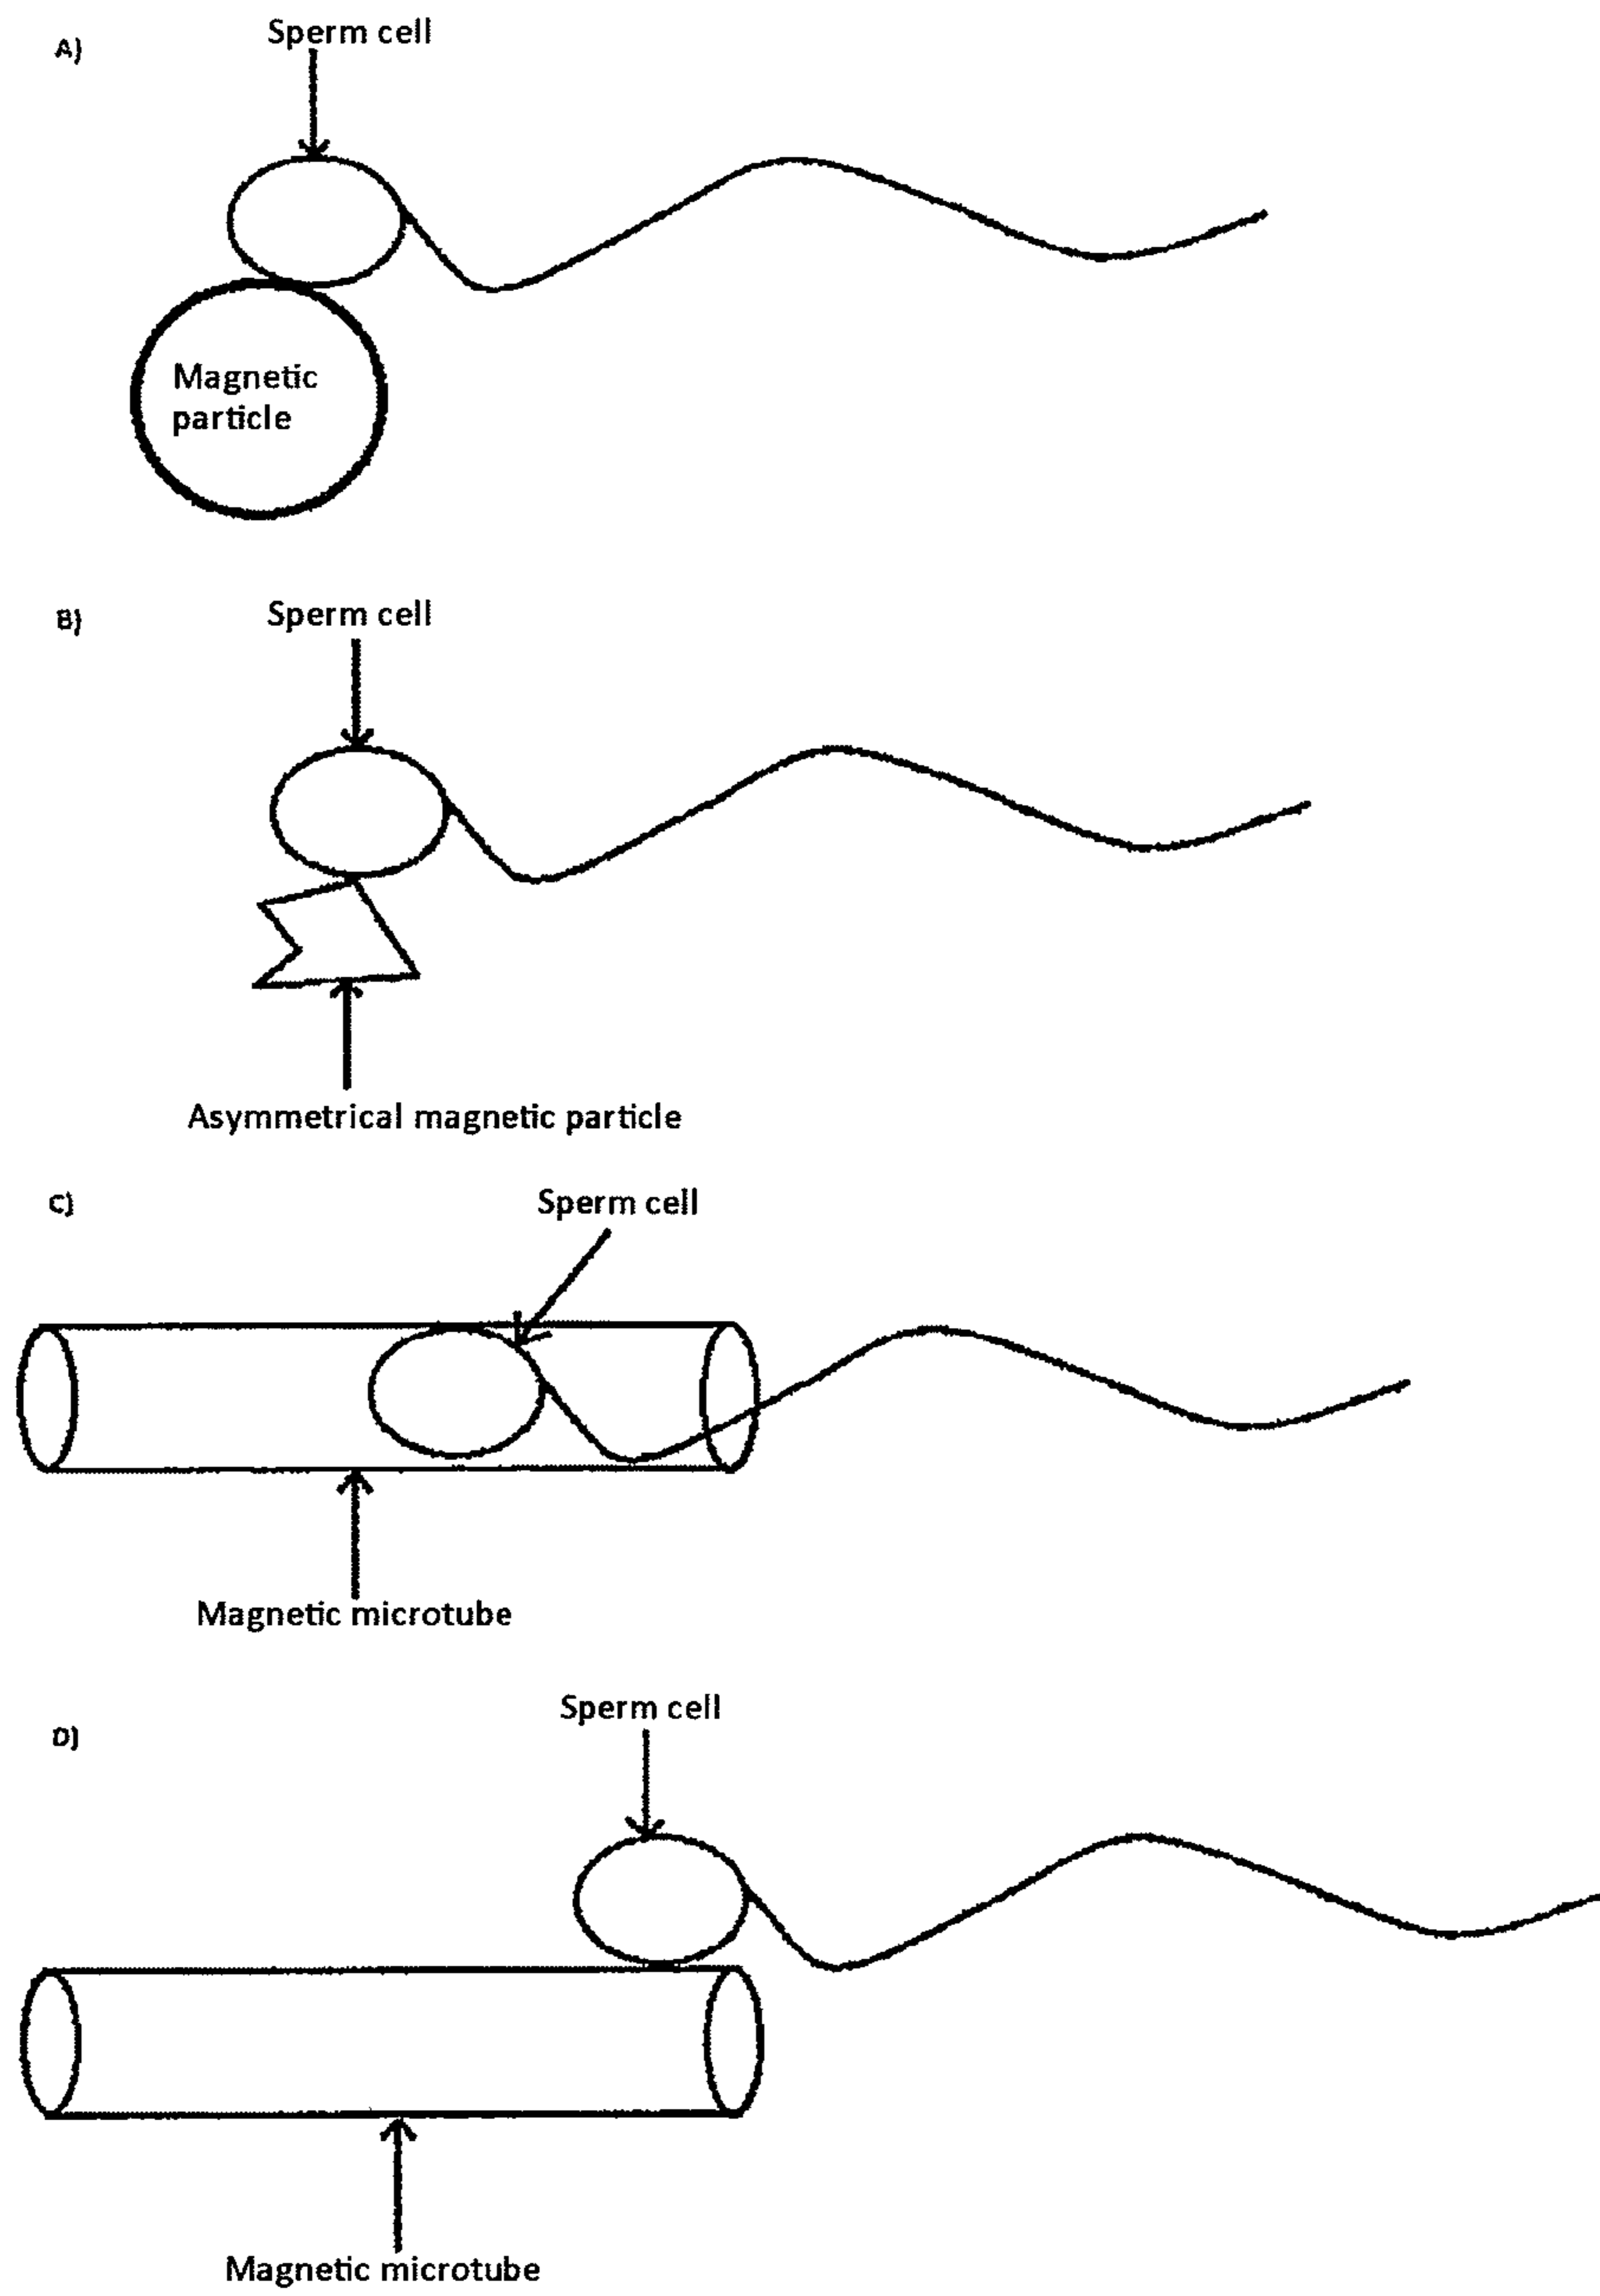 A)
Sperm cell
Magnetic
particle
B)
Sperm cell
Asymmetrical magnetic particle
C)
Sperm cell
Magnetic microtube
D)
Sperm cell
Magnetic microtube